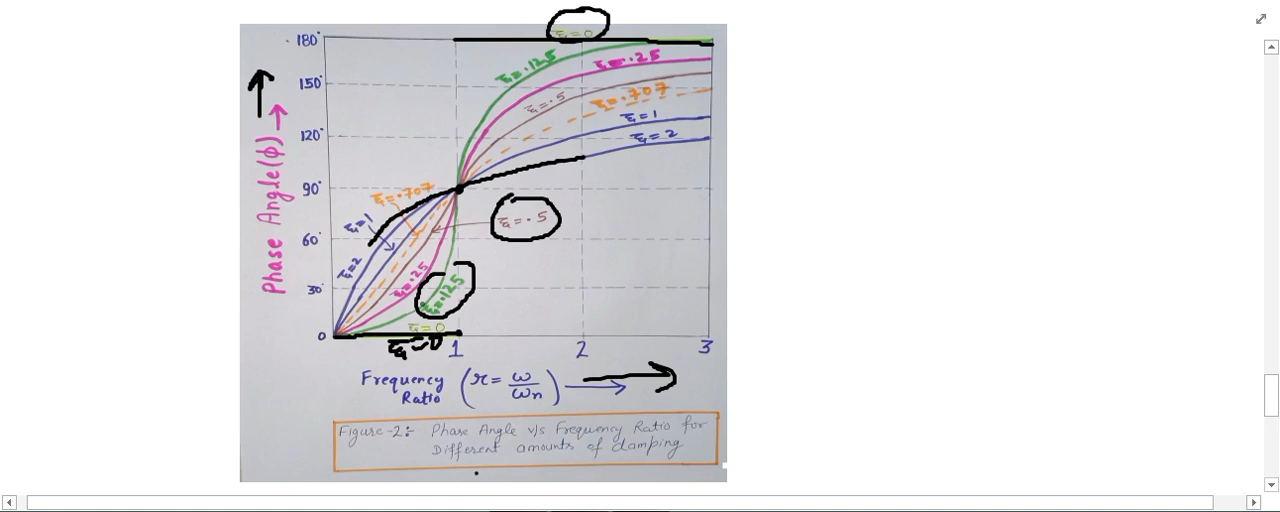 ξ=0
180°
ξ=.125
ξ=.25
150°
ξ=.5
ξ=.707
ξ=1
120°
ξ=2
Phase Angle(ϕ) →
90°
ξ=.707
ξ=1
ξ=.5
60°
ξ=2
ξ=.25
30°
ξ=.125
ξ=0
0
ξ=0
1 2 3
Frequency Ratio (r = ω/ωn) →
Figure-2:- Phase Angle v/s Frequency Ratio for
Different amounts of damping